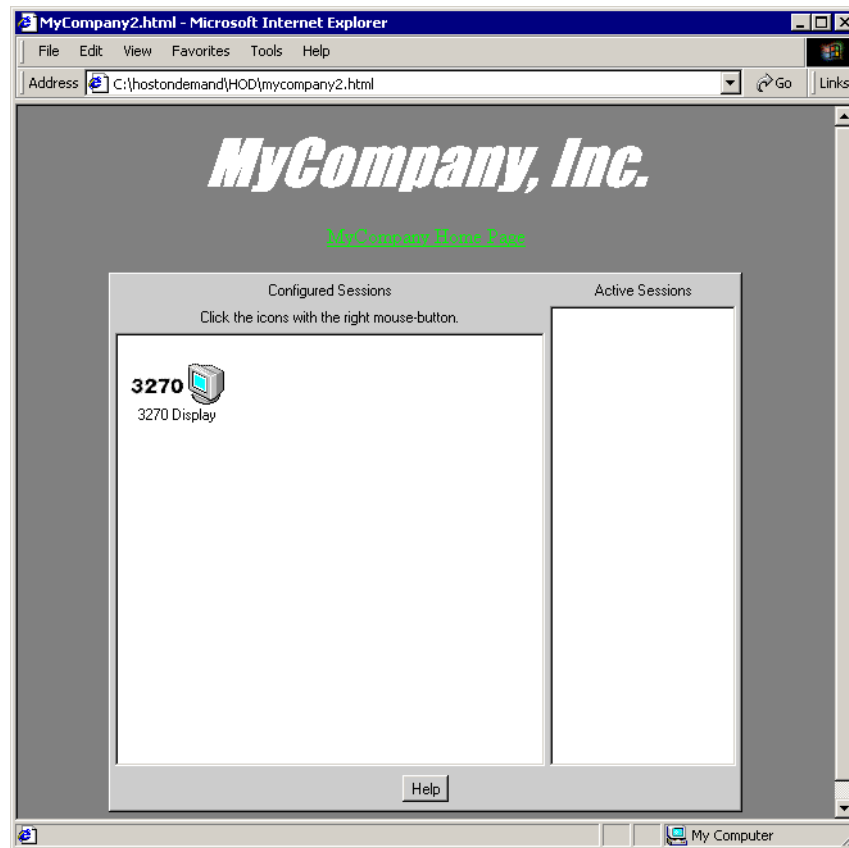 MyCompany2.html - Microsoft Internet Explorer
File Edit View Favorites Tools Help
Address C:\hostondemand\HOD\mycompany2.html Go Links
MyCompany, Inc.
MyCompany Home Page
Configured Sessions
Active Sessions
Click the icons with the right mouse-button.
3270
3270 Display
Help
My Computer